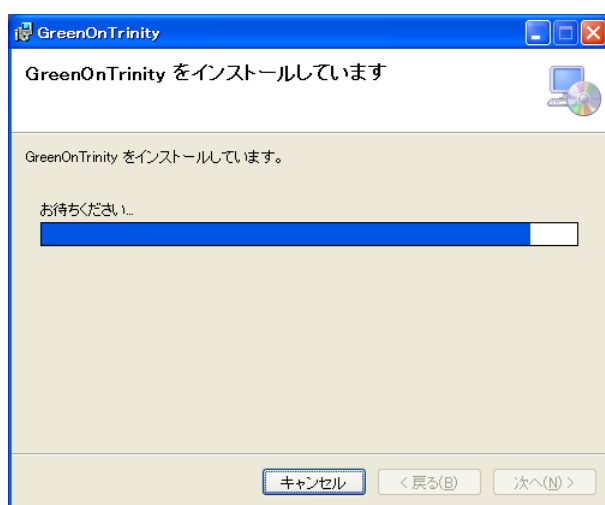 GreenOnTrinity
GreenOnTrinity をインストールしています
GreenOnTrinity をインストールしています。
お待ちください...
キャンセル
< 戻る(B)
次へ(N) >